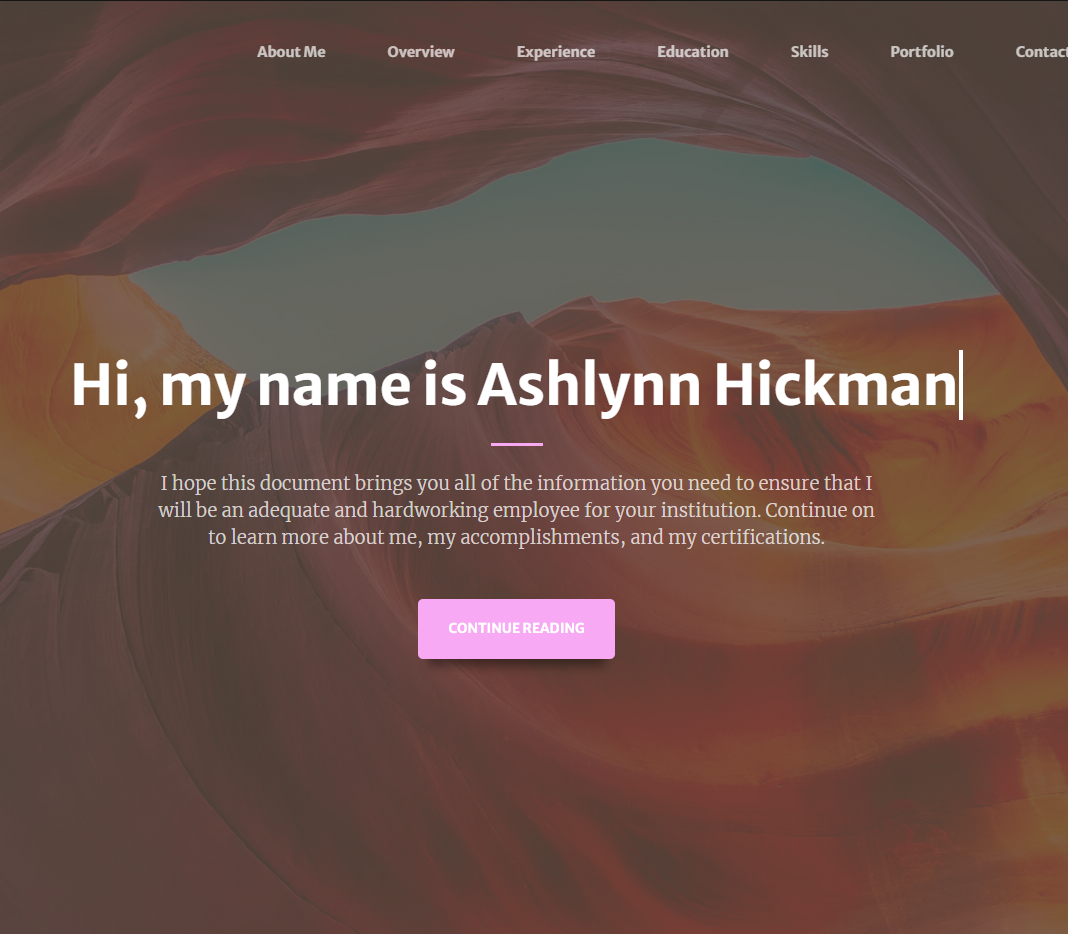 About Me Overview Experience Education Skills Portfolio Contact
Hi, my name is Ashlynn Hickman
I hope this document brings you all of the information you need to ensure that I
will be an adequate and hardworking employee for your institution. Continue on
to learn more about me, my accomplishments, and my certifications.
CONTINUE READING